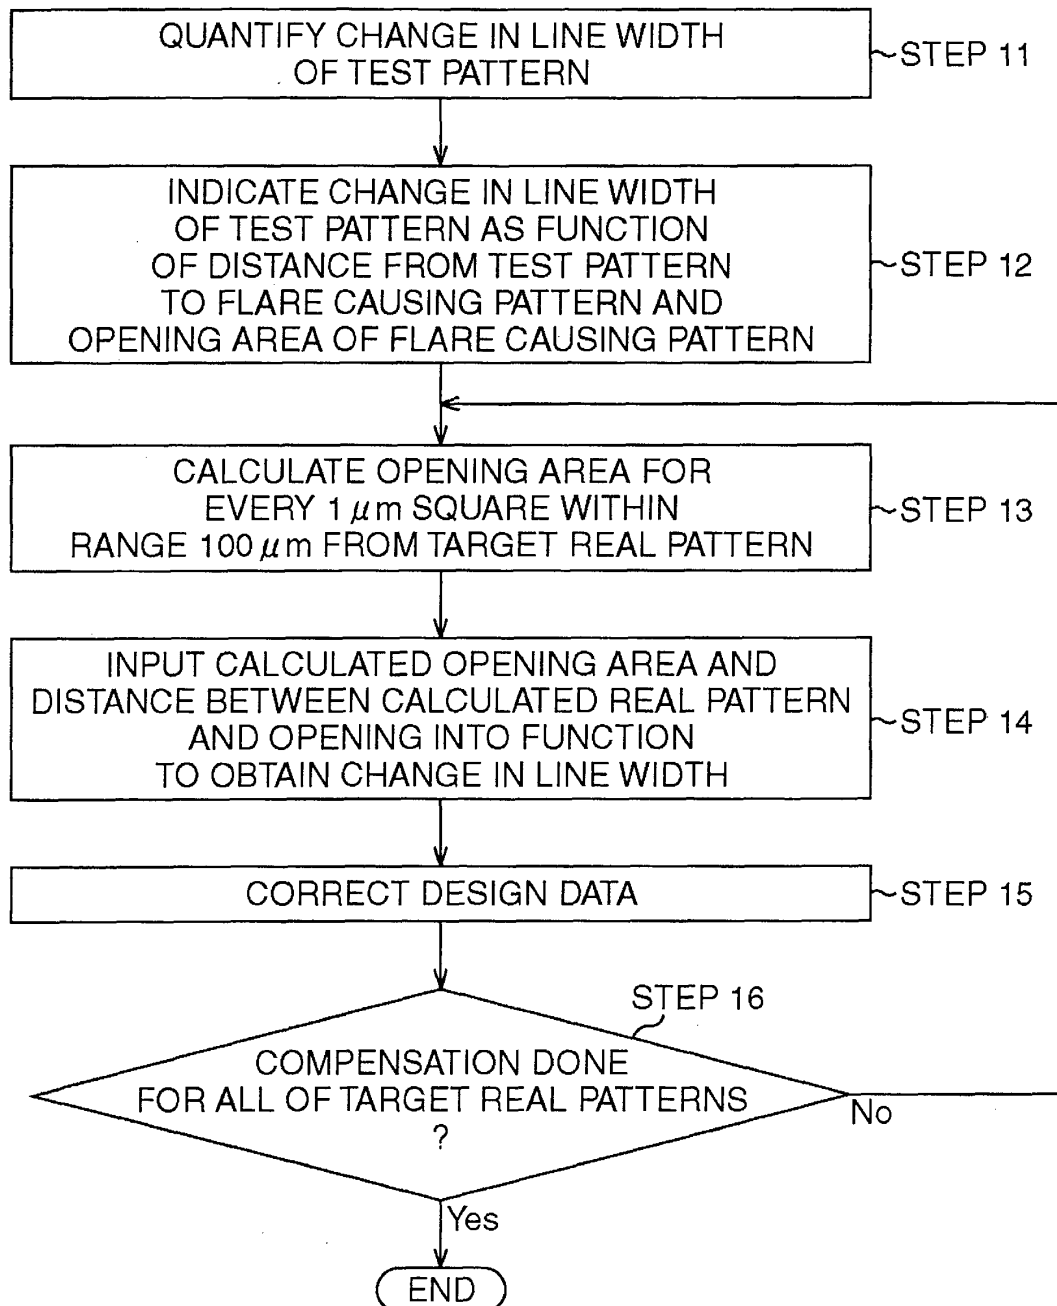 QUANTIFY CHANGE IN LINE WIDTH
OF TEST PATTERN
STEP 11
INDICATE CHANGE IN LINE WIDTH
OF TEST PATTERN AS FUNCTION
OF DISTANCE FROM TEST PATTERN
TO FLARE CAUSING PATTERN AND
OPENING AREA OF FLARE CAUSING PATTERN
STEP 12
CALCULATE OPENING AREA FOR
EVERY 1 μm SQUARE WITHIN
RANGE 100 μm FROM TARGET REAL PATTERN
STEP 13
INPUT CALCULATED OPENING AREA AND
DISTANCE BETWEEN CALCULATED REAL PATTERN
AND OPENING INTO FUNCTION
TO OBTAIN CHANGE IN LINE WIDTH
STEP 14
CORRECT DESIGN DATA
STEP 15
STEP 16
COMPENSATION DONE
FOR ALL OF TARGET REAL PATTERNS
?
No
Yes
END